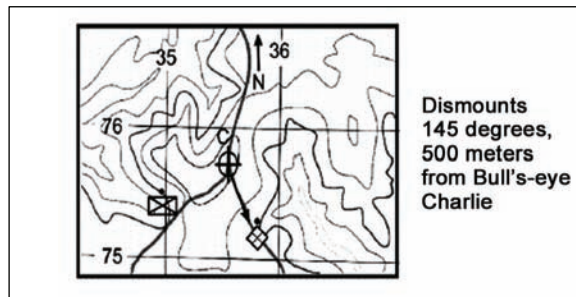 35
36
N
76
C
75
Dismounts
145 degrees,
500 meters
from Bull's-eye
Charlie